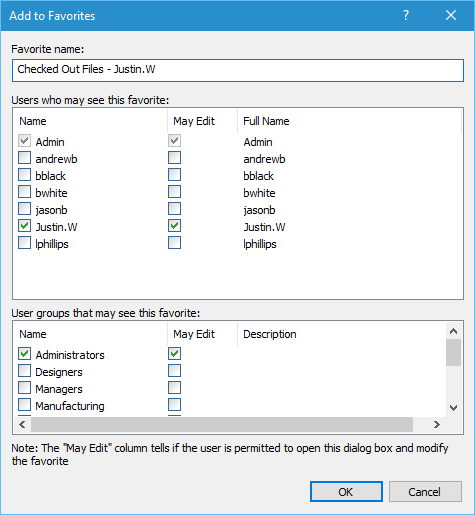 Add to Favorites
Favorite name:
Checked Out Files - Justin.W
Users who may see this favorite:
Name May Edit Full Name
Admin Admin
andrewb andrewb
bblack bblack
bwhite bwhite
jasonb jasonb
Justin.W Justin.W
lphillips lphillips
User groups that may see this favorite:
Name May Edit Description
Administrators
Designers
Managers
Manufacturing
Note: The "May Edit" column tells if the user is permitted to open this dialog box and modify
the favorite
OK Cancel